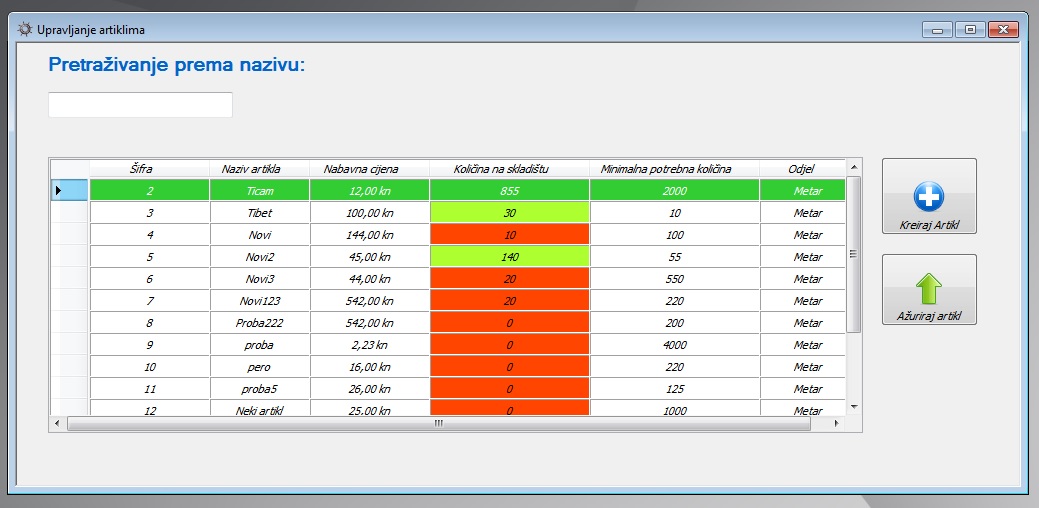 Upravljanje artiklima
Pretraživanje prema nazivu:
Šifra Naziv artikla Nabavna cijena Količina na skladištu Minimalna potrebna količina Odjel
2 Ticam 12,00 kn 855 2000 Metar
3 Tibet 100,00 kn 30 10 Metar
4 Novi 144,00 kn 10 100 Metar
5 Novi2 45,00 kn 140 55 Metar
6 Novi3 44,00 kn 20 550 Metar
7 Novi123 542,00 kn 20 220 Metar
8 Proba222 542,00 kn 0 200 Metar
9 proba 2,23 kn 0 4000 Metar
10 pero 16,00 kn 0 220 Metar
11 proba5 26,00 kn 0 125 Metar
12 Neki artikl 25,00 kn 0 1000 Metar
Kreiraj Artikl
Ažuriraj artikl